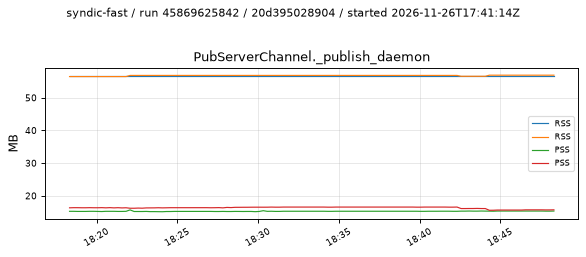 syndic-fast / run 45869625842 / 20d395028904 / started 2026-11-26T17:41:14Z
PubServerChannel._publish_daemon
MB
50
40
30
20
RSS
RSS
PSS
PSS
18:20
18:25
18:30
18:35
18:40
18:45